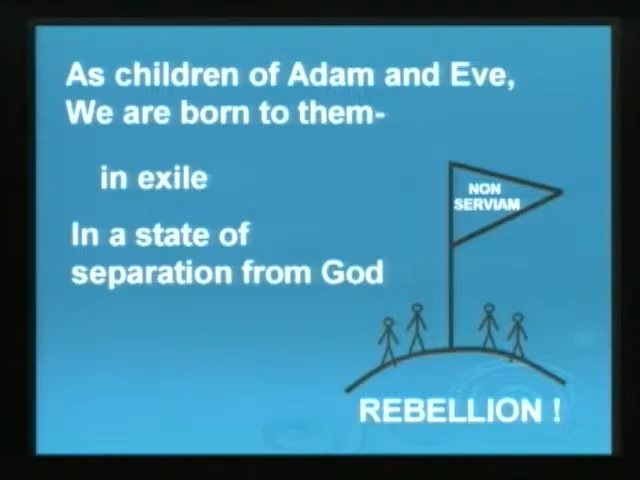 As children of Adam and Eve,
We are born to them-
in exile
In a state of
separation from God
NON
SERVIAM
REBELLION !